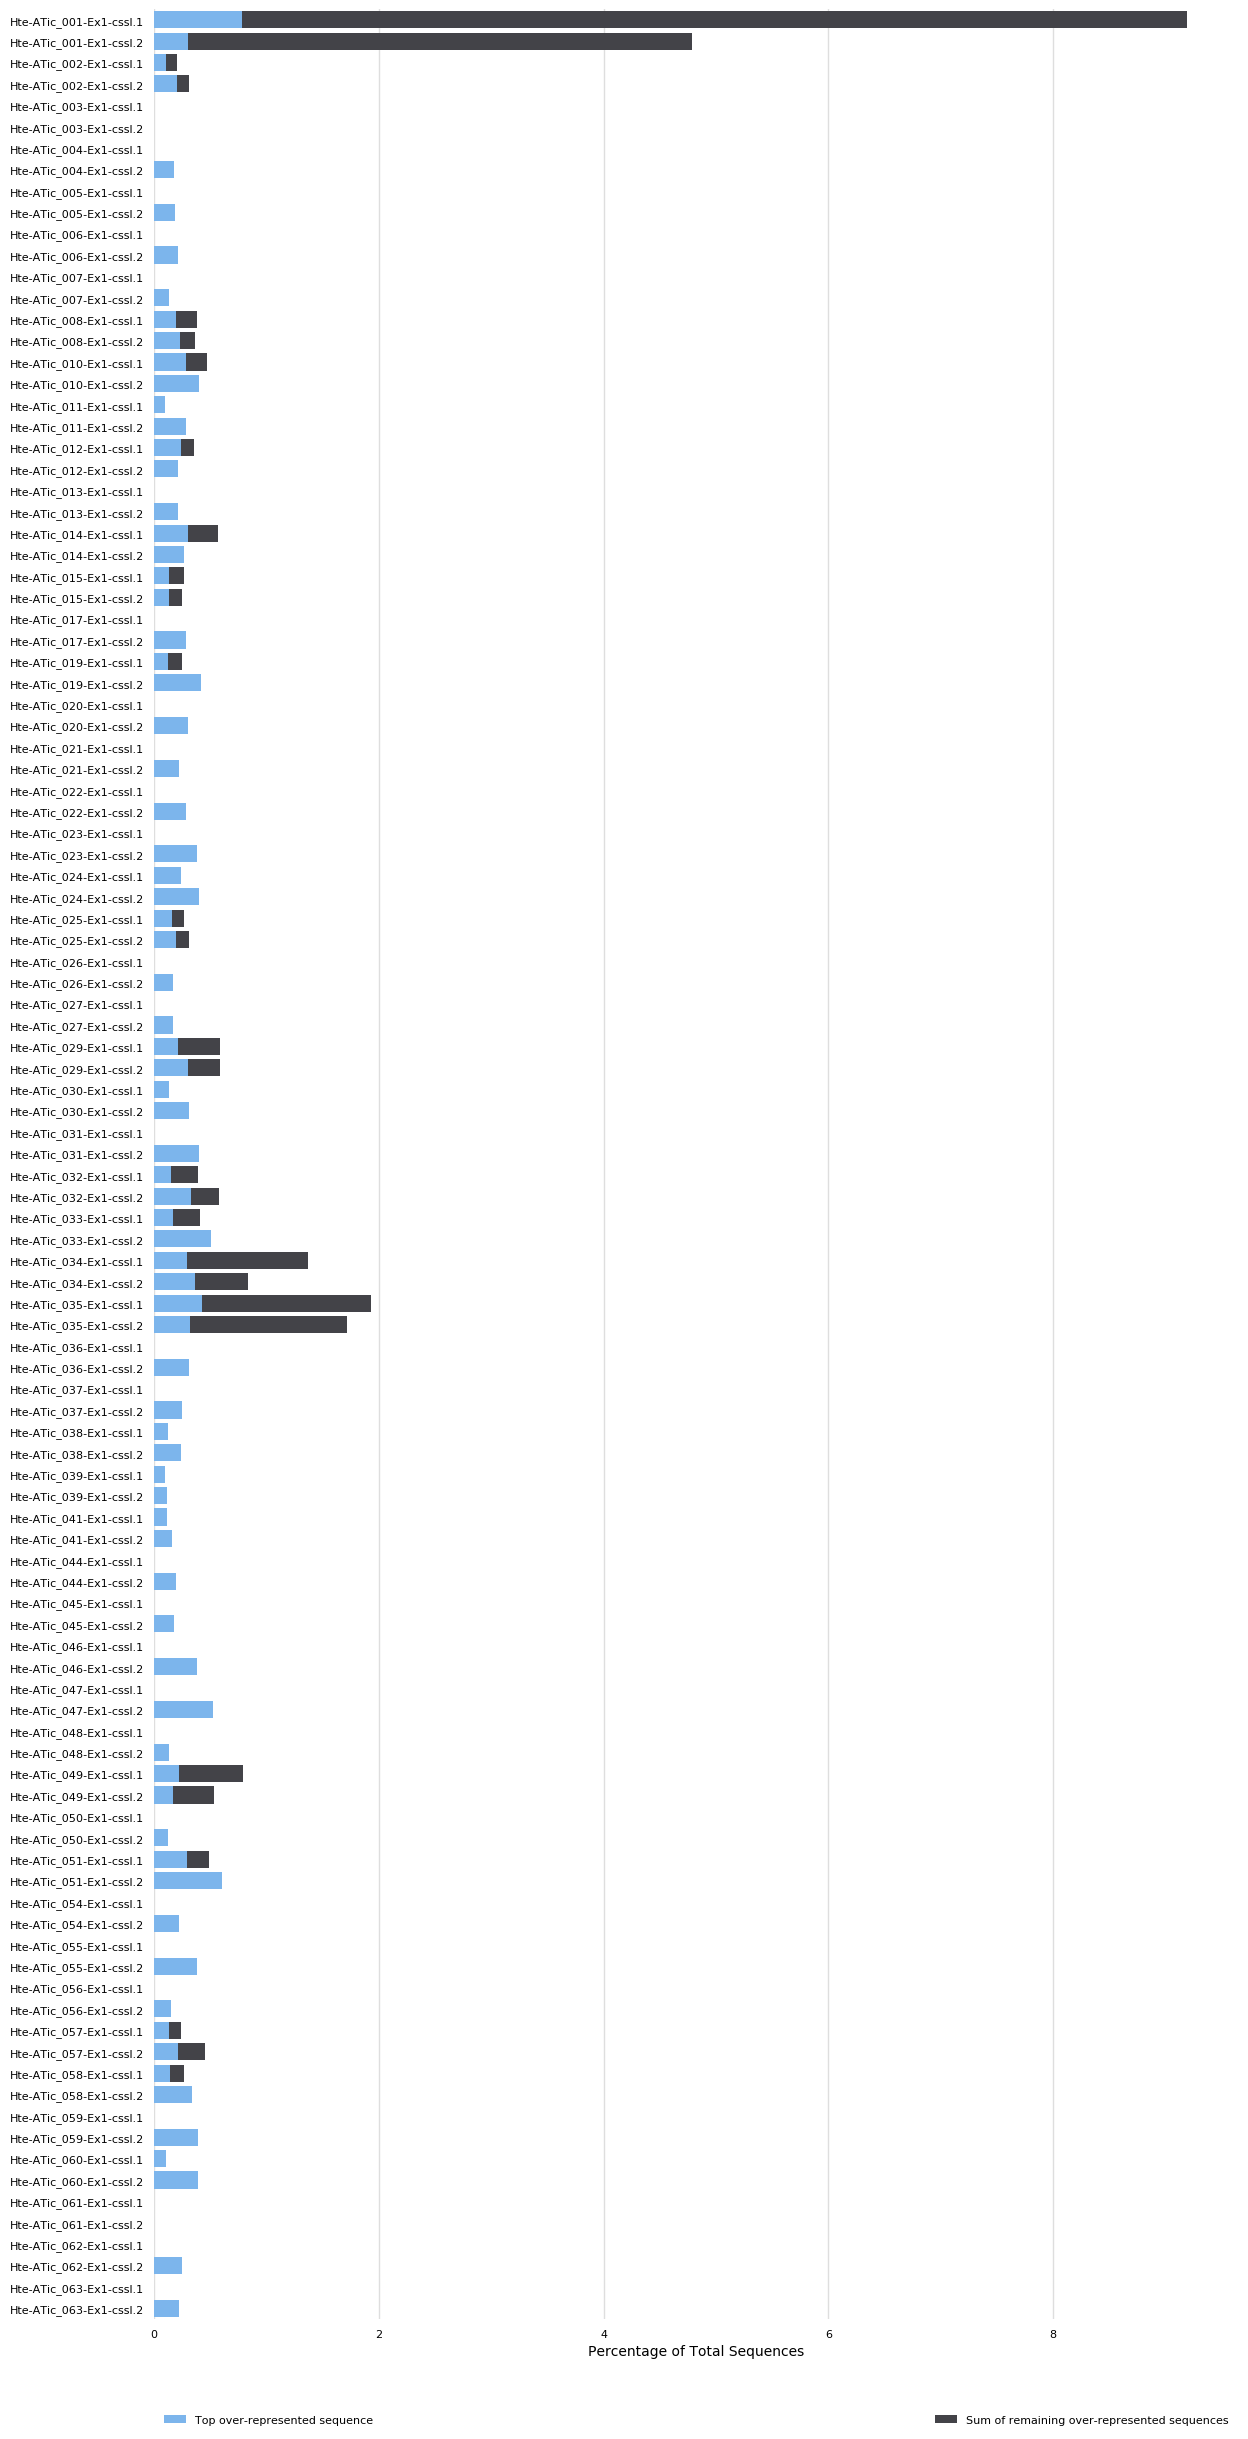 Hte-ATic_001-Ex1-cssl.1
Hte-ATic_001-Ex1-cssl.2
Hte-ATic_002-Ex1-cssl.1
Hte-ATic_002-Ex1-cssl.2
Hte-ATic_003-Ex1-cssl.1
Hte-ATic_003-Ex1-cssl.2
Hte-ATic_004-Ex1-cssl.1
Hte-ATic_004-Ex1-cssl.2
Hte-ATic_005-Ex1-cssl.1
Hte-ATic_005-Ex1-cssl.2
Hte-ATic_006-Ex1-cssl.1
Hte-ATic_006-Ex1-cssl.2
Hte-ATic_007-Ex1-cssl.1
Hte-ATic_007-Ex1-cssl.2
Hte-ATic_008-Ex1-cssl.1
Hte-ATic_008-Ex1-cssl.2
Hte-ATic_010-Ex1-cssl.1
Hte-ATic_010-Ex1-cssl.2
Hte-ATic_011-Ex1-cssl.1
Hte-ATic_011-Ex1-cssl.2
Hte-ATic_012-Ex1-cssl.1
Hte-ATic_012-Ex1-cssl.2
Hte-ATic_013-Ex1-cssl.1
Hte-ATic_013-Ex1-cssl.2
Hte-ATic_014-Ex1-cssl.1
Hte-ATic_014-Ex1-cssl.2
Hte-ATic_015-Ex1-cssl.1
Hte-ATic_015-Ex1-cssl.2
Hte-ATic_017-Ex1-cssl.1
Hte-ATic_017-Ex1-cssl.2
Hte-ATic_019-Ex1-cssl.1
Hte-ATic_019-Ex1-cssl.2
Hte-ATic_020-Ex1-cssl.1
Hte-ATic_020-Ex1-cssl.2
Hte-ATic_021-Ex1-cssl.1
Hte-ATic_021-Ex1-cssl.2
Hte-ATic_022-Ex1-cssl.1
Hte-ATic_022-Ex1-cssl.2
Hte-ATic_023-Ex1-cssl.1
Hte-ATic_023-Ex1-cssl.2
Hte-ATic_024-Ex1-cssl.1
Hte-ATic_024-Ex1-cssl.2
Hte-ATic_025-Ex1-cssl.1
Hte-ATic_025-Ex1-cssl.2
Hte-ATic_026-Ex1-cssl.1
Hte-ATic_026-Ex1-cssl.2
Hte-ATic_027-Ex1-cssl.1
Hte-ATic_027-Ex1-cssl.2
Hte-ATic_029-Ex1-cssl.1
Hte-ATic_029-Ex1-cssl.2
Hte-ATic_030-Ex1-cssl.1
Hte-ATic_030-Ex1-cssl.2
Hte-ATic_031-Ex1-cssl.1
Hte-ATic_031-Ex1-cssl.2
Hte-ATic_032-Ex1-cssl.1
Hte-ATic_032-Ex1-cssl.2
Hte-ATic_033-Ex1-cssl.1
Hte-ATic_033-Ex1-cssl.2
Hte-ATic_034-Ex1-cssl.1
Hte-ATic_034-Ex1-cssl.2
Hte-ATic_035-Ex1-cssl.1
Hte-ATic_035-Ex1-cssl.2
Hte-ATic_036-Ex1-cssl.1
Hte-ATic_036-Ex1-cssl.2
Hte-ATic_037-Ex1-cssl.1
Hte-ATic_037-Ex1-cssl.2
Hte-ATic_038-Ex1-cssl.1
Hte-ATic_038-Ex1-cssl.2
Hte-ATic_039-Ex1-cssl.1
Hte-ATic_039-Ex1-cssl.2
Hte-ATic_041-Ex1-cssl.1
Hte-ATic_041-Ex1-cssl.2
Hte-ATic_044-Ex1-cssl.1
Hte-ATic_044-Ex1-cssl.2
Hte-ATic_045-Ex1-cssl.1
Hte-ATic_045-Ex1-cssl.2
Hte-ATic_046-Ex1-cssl.1
Hte-ATic_046-Ex1-cssl.2
Hte-ATic_047-Ex1-cssl.1
Hte-ATic_047-Ex1-cssl.2
Hte-ATic_048-Ex1-cssl.1
Hte-ATic_048-Ex1-cssl.2
Hte-ATic_049-Ex1-cssl.1
Hte-ATic_049-Ex1-cssl.2
Hte-ATic_050-Ex1-cssl.1
Hte-ATic_050-Ex1-cssl.2
Hte-ATic_051-Ex1-cssl.1
Hte-ATic_051-Ex1-cssl.2
Hte-ATic_054-Ex1-cssl.1
Hte-ATic_054-Ex1-cssl.2
Hte-ATic_055-Ex1-cssl.1
Hte-ATic_055-Ex1-cssl.2
Hte-ATic_056-Ex1-cssl.1
Hte-ATic_056-Ex1-cssl.2
Hte-ATic_057-Ex1-cssl.1
Hte-ATic_057-Ex1-cssl.2
Hte-ATic_058-Ex1-cssl.1
Hte-ATic_058-Ex1-cssl.2
Hte-ATic_059-Ex1-cssl.1
Hte-ATic_059-Ex1-cssl.2
Hte-ATic_060-Ex1-cssl.1
Hte-ATic_060-Ex1-cssl.2
Hte-ATic_061-Ex1-cssl.1
Hte-ATic_061-Ex1-cssl.2
Hte-ATic_062-Ex1-cssl.1
Hte-ATic_062-Ex1-cssl.2
Hte-ATic_063-Ex1-cssl.1
Hte-ATic_063-Ex1-cssl.2
0 2 4 6 8
Percentage of Total Sequences
Top over-represented sequence Sum of remaining over-represented sequences